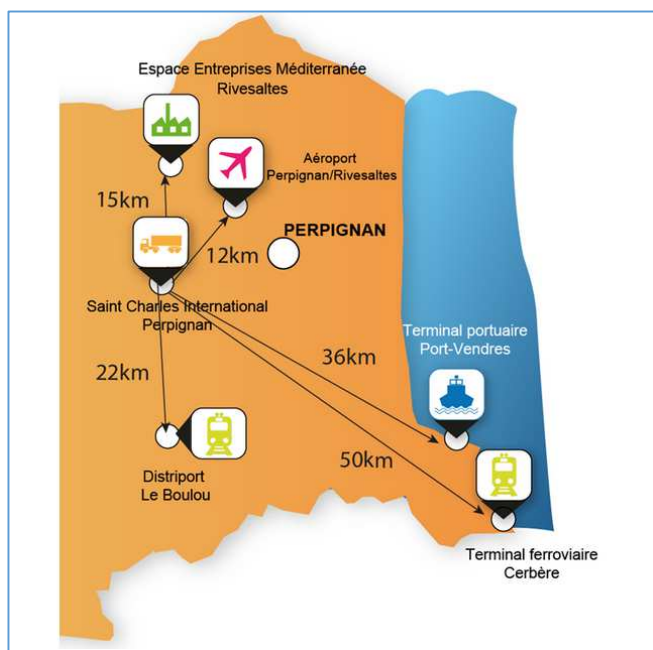 Espace Entreprises Méditerranée
Rivesaltes
Aéroport
Perpignan/Rivesaltes
15km
PERPIGNAN
12km
Saint Charles International
Perpignan
Terminal portuaire
Port-Vendres
36km
22km
50km
Distriport
Le Boulou
Terminal ferroviaire
Cerbère